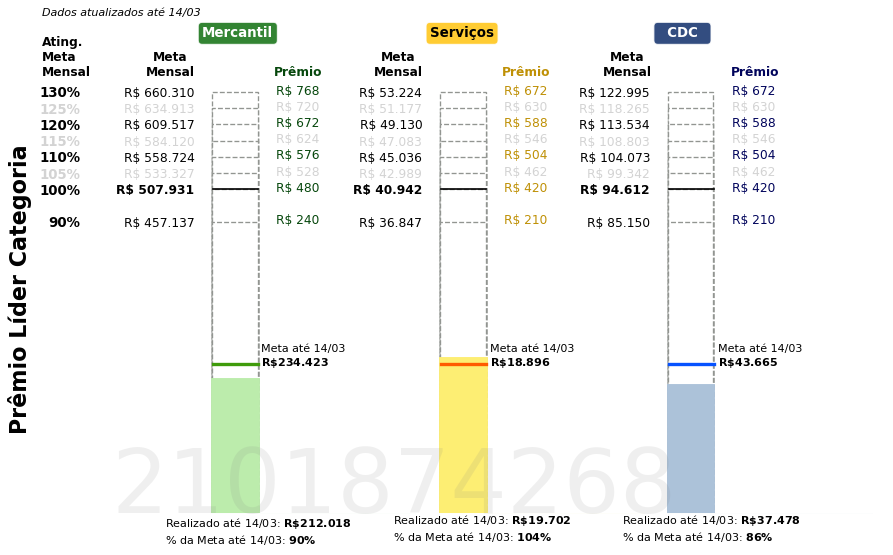 Dados atualizados até 14/03
Mercantil Serviços CDC
Ating. Meta Mensal
Meta Mensal Prêmio Meta Mensal Prêmio Meta Mensal Prêmio
130% R$ 660.310 R$ 768 R$ 53.224 R$ 672 R$ 122.995 R$ 672
125% R$ 634.913 R$ 720 R$ 51.177 R$ 630 R$ 118.265 R$ 630
120% R$ 609.517 R$ 672 R$ 49.130 R$ 588 R$ 113.534 R$ 588
115% R$ 584.120 R$ 624 R$ 47.083 R$ 546 R$ 108.803 R$ 546
110% R$ 558.724 R$ 576 R$ 45.036 R$ 504 R$ 104.073 R$ 504
105% R$ 533.327 R$ 528 R$ 42.989 R$ 462 R$ 99.342 R$ 462
100% R$ 507.931 R$ 480 R$ 40.942 R$ 420 R$ 94.612 R$ 420
90% R$ 457.137 R$ 240 R$ 36.847 R$ 210 R$ 85.150 R$ 210
Prêmio Líder Categoria
Meta até 14/03 Meta até 14/03 Meta até 14/03
R$234.423 R$18.896 R$43.665
2101874268
Realizado até 14/03: R$212.018 Realizado até 14/03: R$19.702 Realizado até 14/03: R$37.478
% da Meta até 14/03: 90% % da Meta até 14/03: 104% % da Meta até 14/03: 86%